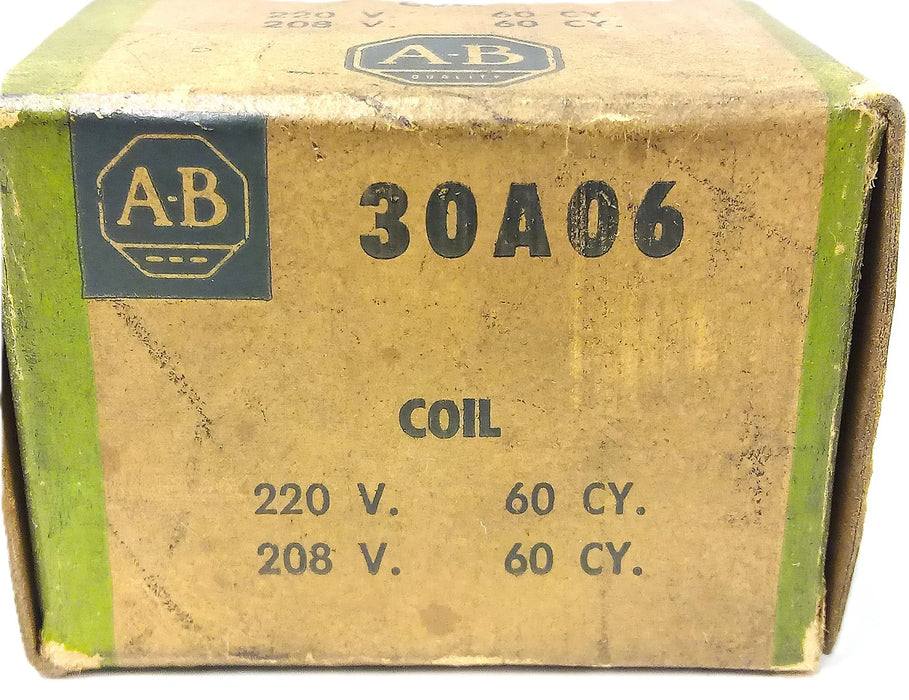 220 V. 60 CY.
208 V. 60 CY.
A-B
QUALITY
A-B
30A06
COIL
220 V. 60 CY.
208 V. 60 CY.